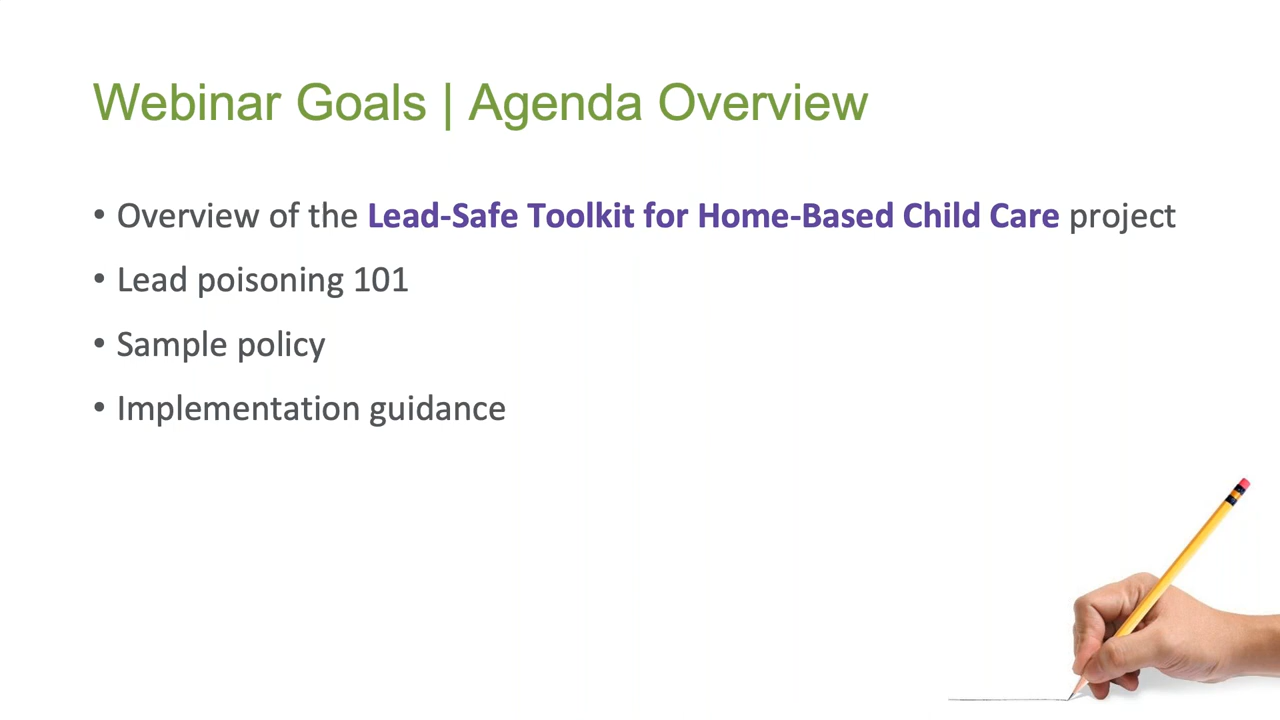 Webinar Goals | Agenda Overview
• Overview of the Lead-Safe Toolkit for Home-Based Child Care project
• Lead poisoning 101
• Sample policy
• Implementation guidance